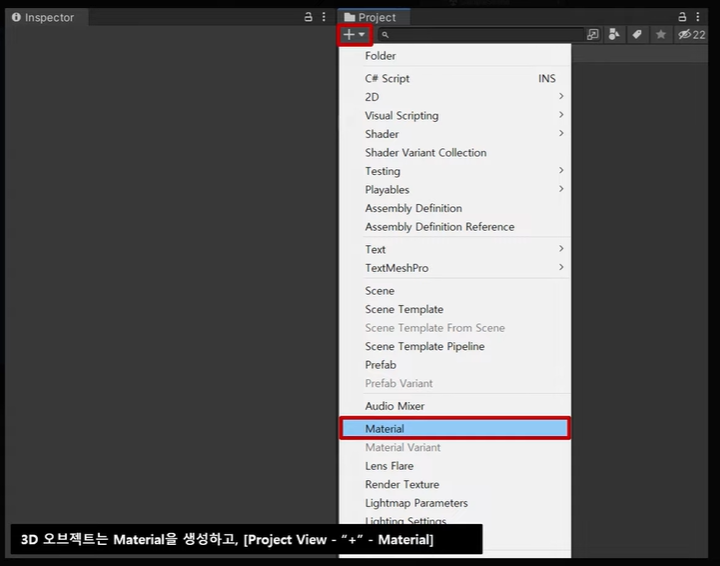 Inspector
Project
22
Folder
C# Script INS
2D
Visual Scripting
Shader
Shader Variant Collection
Testing
Playables
Assembly Definition
Assembly Definition Reference
Text
TextMeshPro
Scene
Scene Template
Scene Template From Scene
Scene Template Pipeline
Prefab
Prefab Variant
Audio Mixer
Material
Material Variant
Lens Flare
Render Texture
Lightmap Parameters
Lighting Settings
3D 오브젝트는 Material을 생성하고, [Project View - “+” - Material]